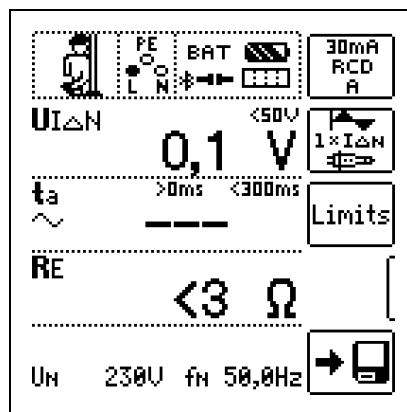 PE
BAT
L N
30mA
RCD
A
UI△N <50V
0,1 V
1×I△N
ta >0ms <300ms
~ ---
Limits
RE
<3 Ω
UN 230V fN 50,0Hz